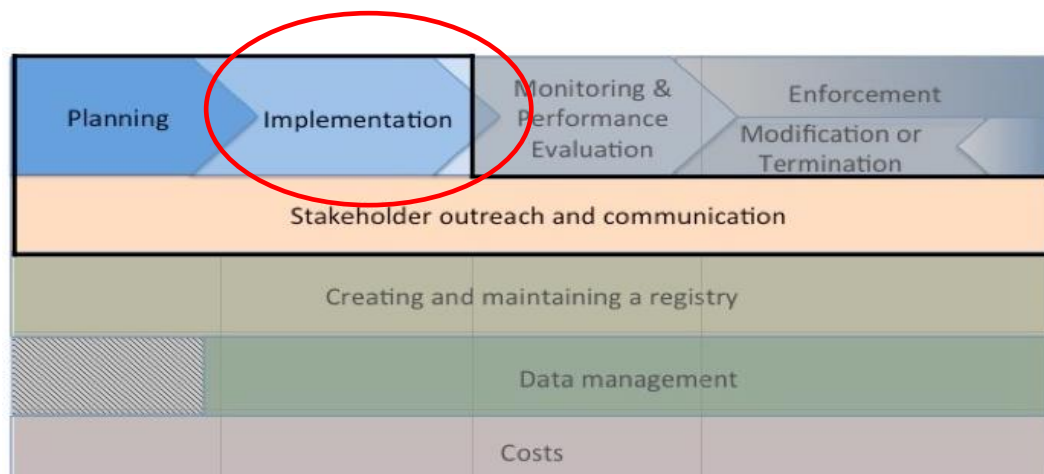 Planning
Implementation
Monitoring &
Performance
Evaluation
Enforcement
Modification or
Termination
Stakeholder outreach and communication
Creating and maintaining a registry
Data management
Costs